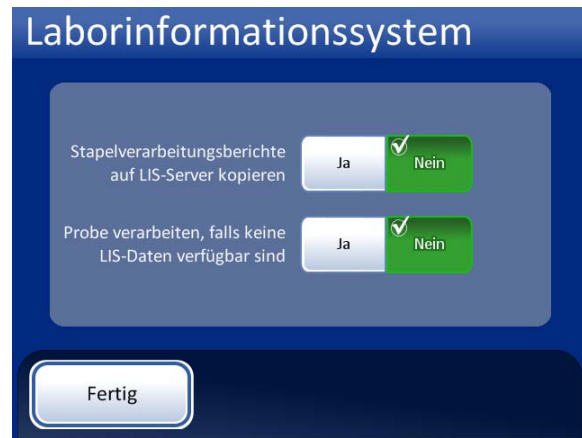 Laborinformationssystem
Stapelverarbeitungsberichte
auf LIS-Server kopieren
Ja
Nein
Probe verarbeiten, falls keine
LIS-Daten verfügbar sind
Ja
Nein
Fertig